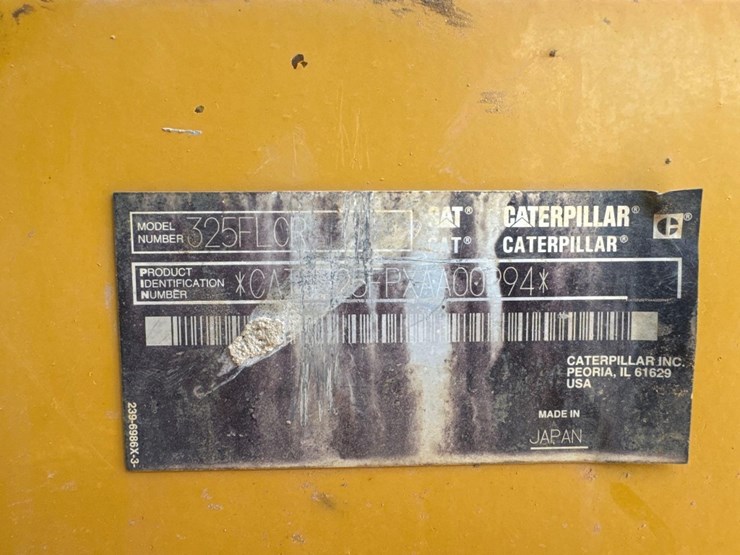 MODEL NUMBER 325FLCR
CAT® CATERPILLAR®
CAT® CATERPILLAR®
PRODUCT IDENTIFICATION NUMBER
CATERPILLAR INC.
PEORIA, IL 61629
USA
MADE IN
JAPAN
239-6986X-3